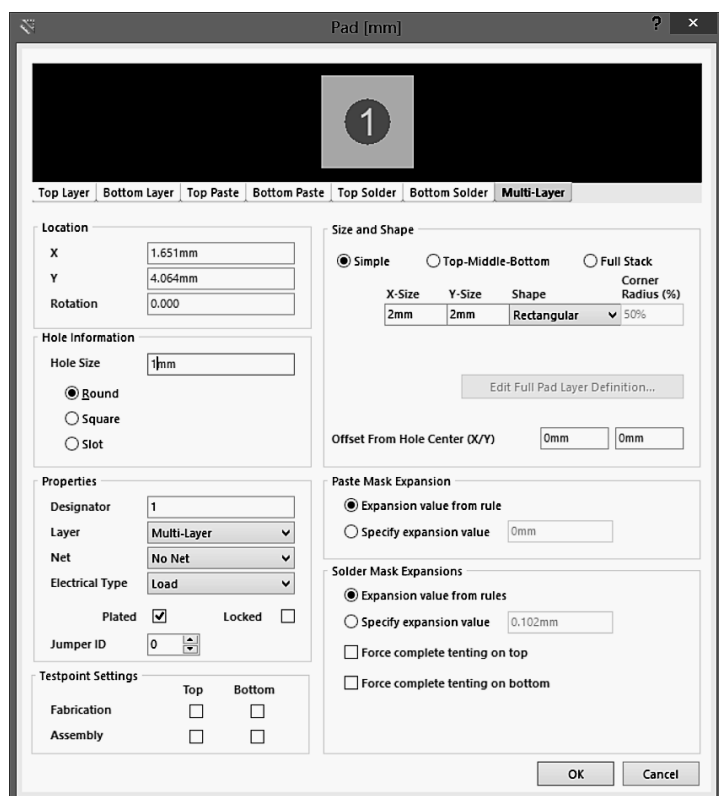 Pad [mm]
? ×
1
Top Layer Bottom Layer Top Paste Bottom Paste Top Solder Bottom Solder Multi-Layer
Location
X 1.651mm
Y 4.064mm
Rotation 0.000
Hole Information
Hole Size 1mm
Round
Square
Slot
Properties
Designator 1
Layer Multi-Layer
Net No Net
Electrical Type Load
Plated Locked
Jumper ID 0
Testpoint Settings
Top Bottom
Fabrication
Assembly
Size and Shape
Simple Top-Middle-Bottom Full Stack
X-Size Y-Size Shape Corner Radius (%)
2mm 2mm Rectangular 50%
Edit Full Pad Layer Definition...
Offset From Hole Center (X/Y) 0mm 0mm
Paste Mask Expansion
Expansion value from rule
Specify expansion value 0mm
Solder Mask Expansions
Expansion value from rules
Specify expansion value 0.102mm
Force complete tenting on top
Force complete tenting on bottom
OK Cancel